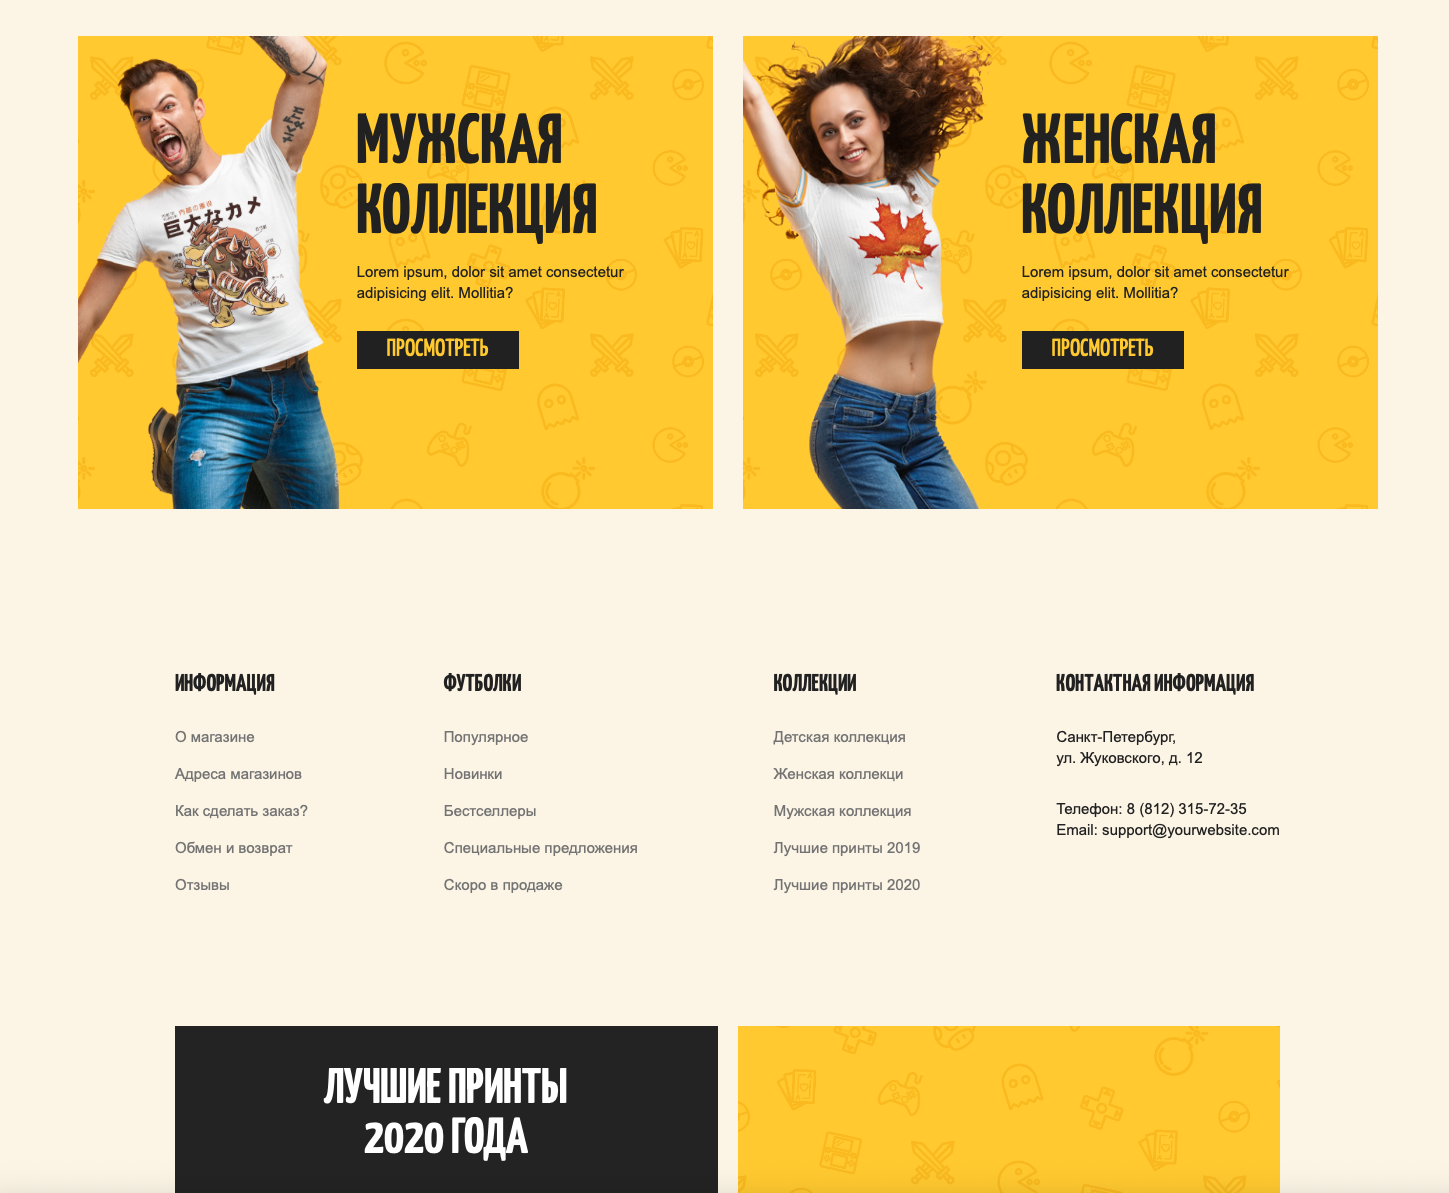 巨大なカメ
МУЖСКАЯ
КОЛЛЕКЦИЯ
Lorem ipsum, dolor sit amet consectetur
adipisicing elit. Mollitia?
ПРОСМОТРЕТЬ
ЖЕНСКАЯ
КОЛЛЕКЦИЯ
Lorem ipsum, dolor sit amet consectetur
adipisicing elit. Mollitia?
ПРОСМОТРЕТЬ
ИНФОРМАЦИЯ
О магазине
Адреса магазинов
Как сделать заказ?
Обмен и возврат
Отзывы
ФУТБОЛКИ
Популярное
Новинки
Бестселлеры
Специальные предложения
Скоро в продаже
КОЛЛЕКЦИИ
Детская коллекция
Женская коллекци
Мужская коллекция
Лучшие принты 2019
Лучшие принты 2020
КОНТАКТНАЯ ИНФОРМАЦИЯ
Санкт-Петербург,
ул. Жуковского, д. 12
Телефон: 8 (812) 315-72-35
Email: support@yourwebsite.com
ЛУЧШИЕ ПРИНТЫ
2020 ГОДА